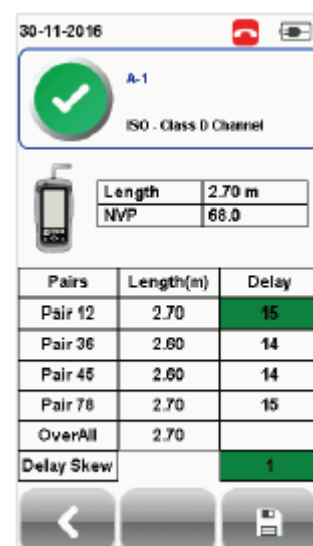 30-11-2016
A-1
ISO - Class D Channel
Length 2.70 m
NVP 68.0
Pairs Length(m) Delay
Pair 12 2.70 15
Pair 36 2.60 14
Pair 45 2.60 14
Pair 78 2.70 15
OverAll 2.70
Delay Skew 1